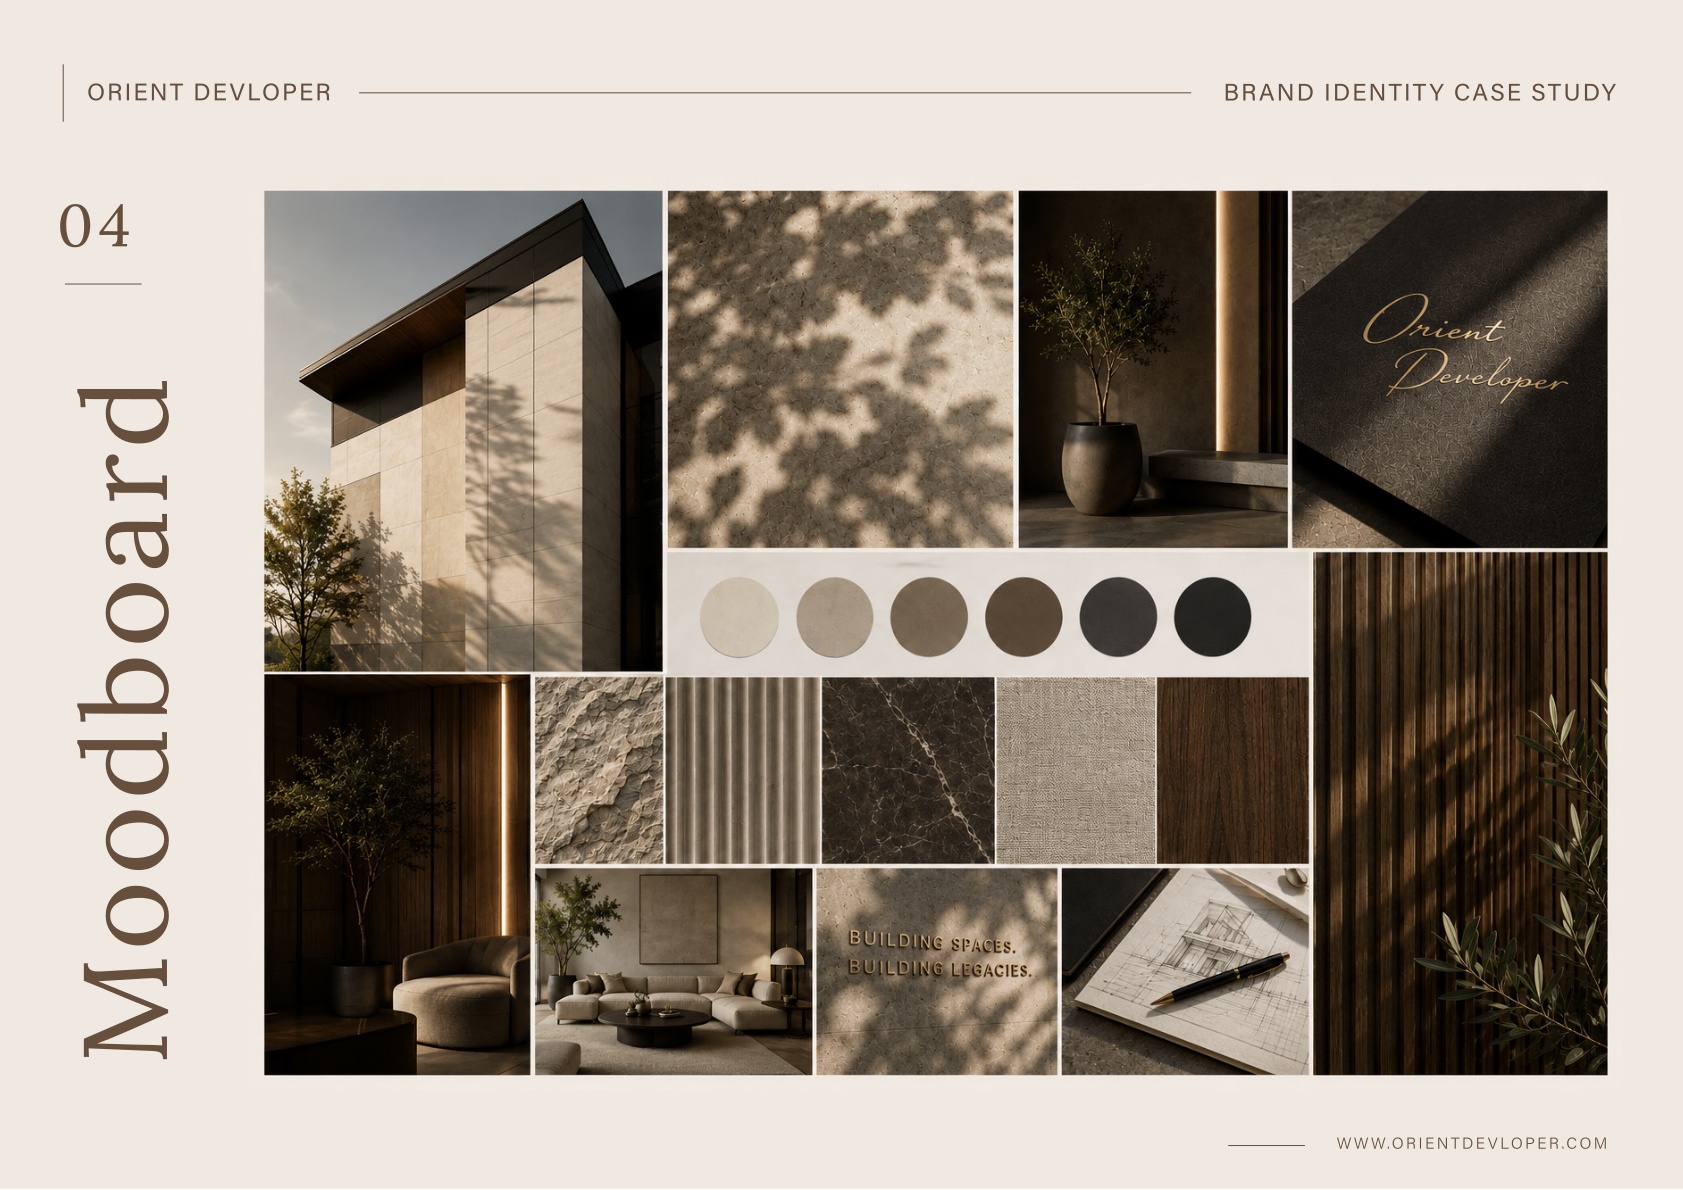 ORIENT DEVLOPER
BRAND IDENTITY CASE STUDY
04
Moodboard
Orient
Developer
BUILDING SPACES.
BUILDING LEGACIES.
WWW.ORIENTDEVLOPER.COM